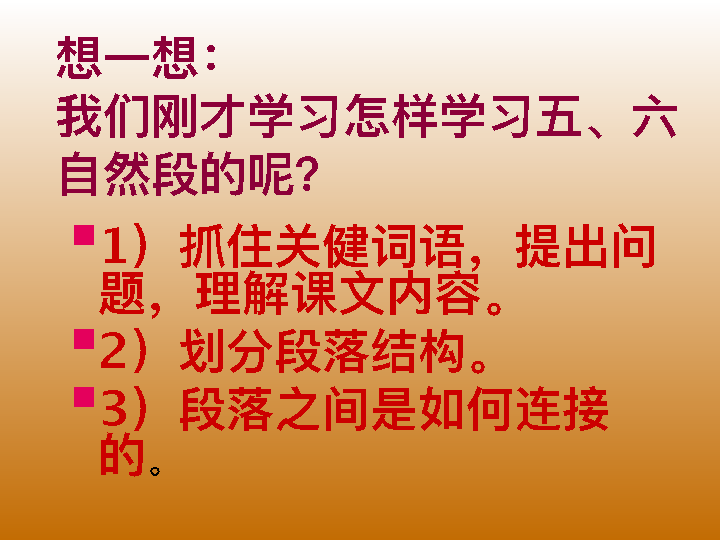 想一想：
我们刚才学习怎样学习五、六
自然段的呢？
1）抓住关健词语，提出问
题，理解课文内容。
2）划分段落结构。
3）段落之间是如何连接
的。